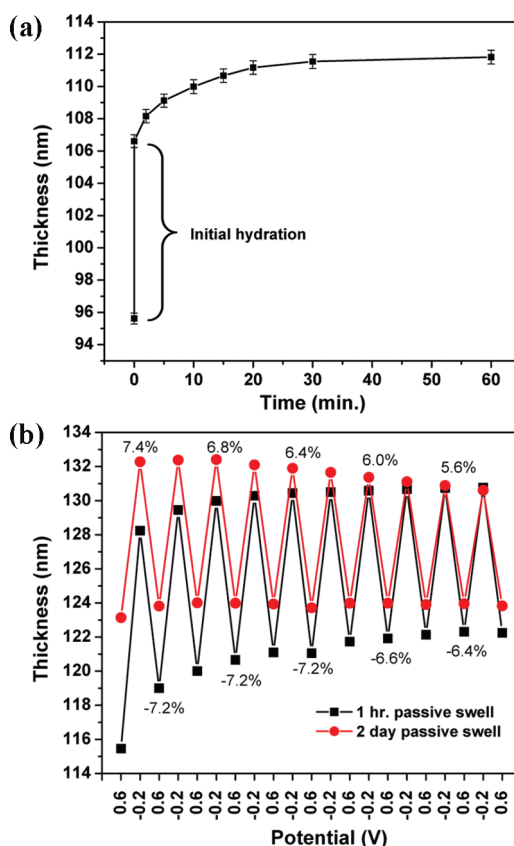 (a)
114
112
110
108
106
104
102
100
98
96
94
Thickness (nm)
Initial hydration
0 10 20 30 40 50 60
Time (min.)
(b)
134
132
130
128
126
124
122
120
118
116
114
Thickness (nm)
7.4% 6.8% 6.4% 6.0% 5.6%
-7.2% -7.2% -7.2% -6.6% -6.4%
1 hr. passive swell
2 day passive swell
0.6 -0.2 0.6 -0.2 0.6 -0.2 0.6 -0.2 0.6 -0.2 0.6 -0.2 0.6 -0.2 0.6 -0.2 0.6 -0.2 0.6 -0.2 0.6
Potential (V)